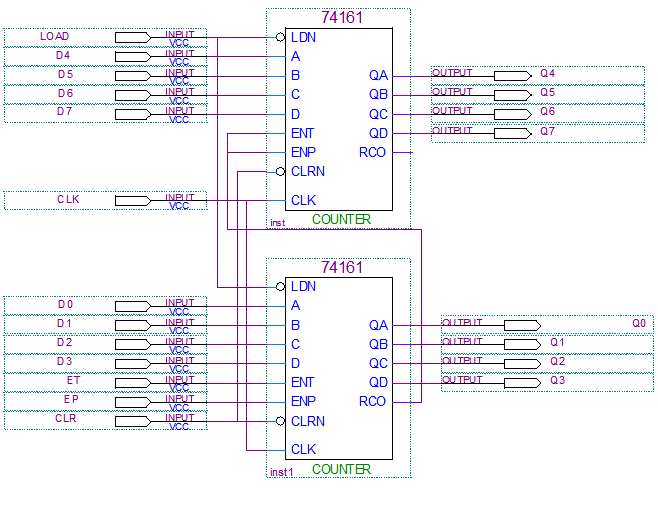 74161
LOAD INPUT VCC LDN
D4 INPUT VCC A
D5 INPUT VCC B QA OUTPUT Q4
D6 INPUT VCC C QB OUTPUT Q5
D7 INPUT VCC D QC OUTPUT Q6
ENT QD OUTPUT Q7
ENP RCO
CLRN
CLK INPUT VCC CLK
inst COUNTER
74161
LDN
D0 INPUT VCC A
D1 INPUT VCC B QA OUTPUT Q0
D2 INPUT VCC C QB OUTPUT Q1
D3 INPUT VCC D QC OUTPUT Q2
ET INPUT VCC ENT QD OUTPUT Q3
EP INPUT VCC ENP RCO
CLR INPUT VCC CLRN
CLK
inst1 COUNTER